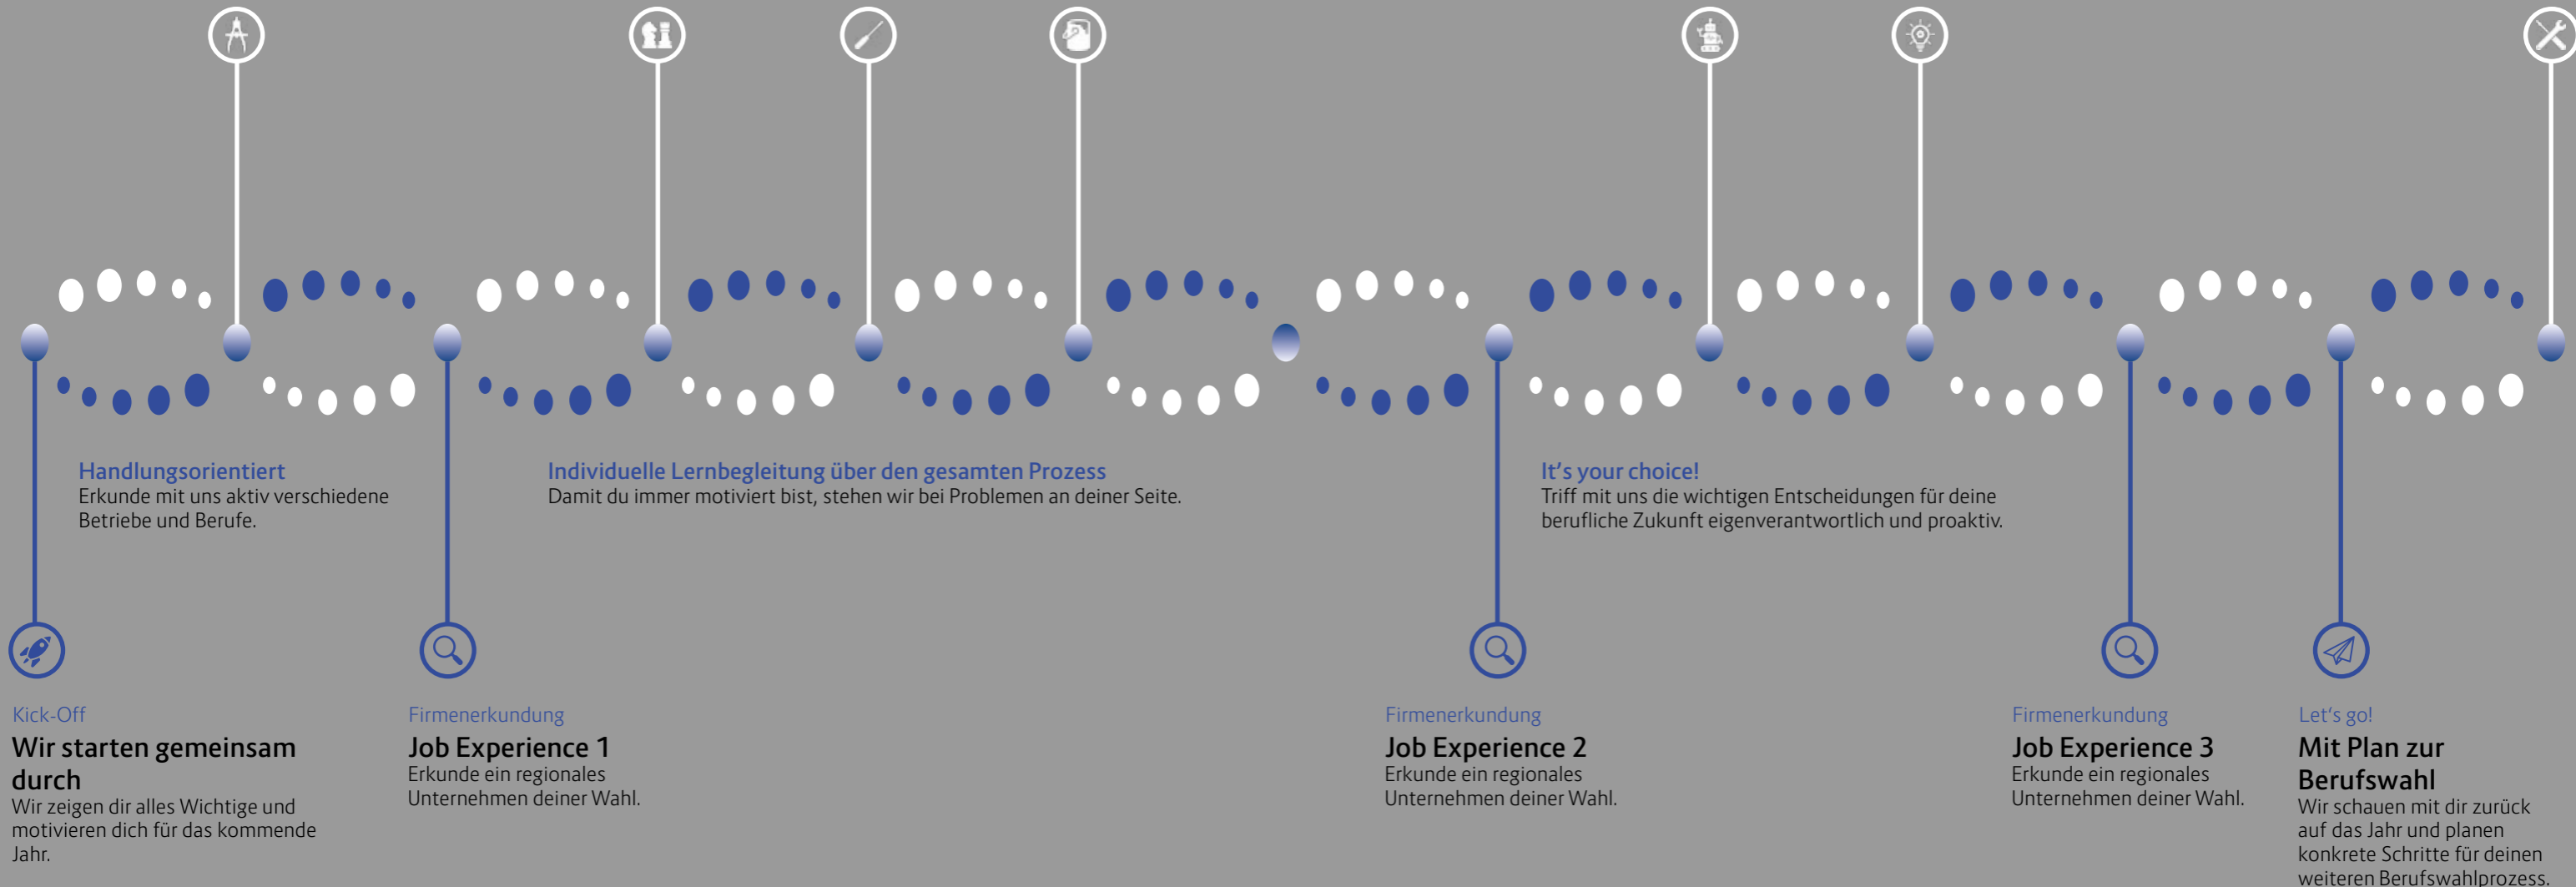 Handlungsorientiert
Erkunde mit uns aktiv verschiedene
Betriebe und Berufe.
Individuelle Lernbegleitung über den gesamten Prozess
Damit du immer motiviert bist, stehen wir bei Problemen an deiner Seite.
It's your choice!
Triff mit uns die wichtigen Entscheidungen für deine
berufliche Zukunft eigenverantwortlich und proaktiv.
Kick-Off
Wir starten gemeinsam
durch
Wir zeigen dir alles Wichtige und
motivieren dich für das kommende
Jahr.
Firmenerkundung
Job Experience 1
Erkunde ein regionales
Unternehmen deiner Wahl.
Firmenerkundung
Job Experience 2
Erkunde ein regionales
Unternehmen deiner Wahl.
Firmenerkundung
Job Experience 3
Erkunde ein regionales
Unternehmen deiner Wahl.
Let's go!
Mit Plan zur
Berufswahl
Wir schauen mit dir zurück
auf das Jahr und planen
konkrete Schritte für deinen
weiteren Berufswahlprozess.